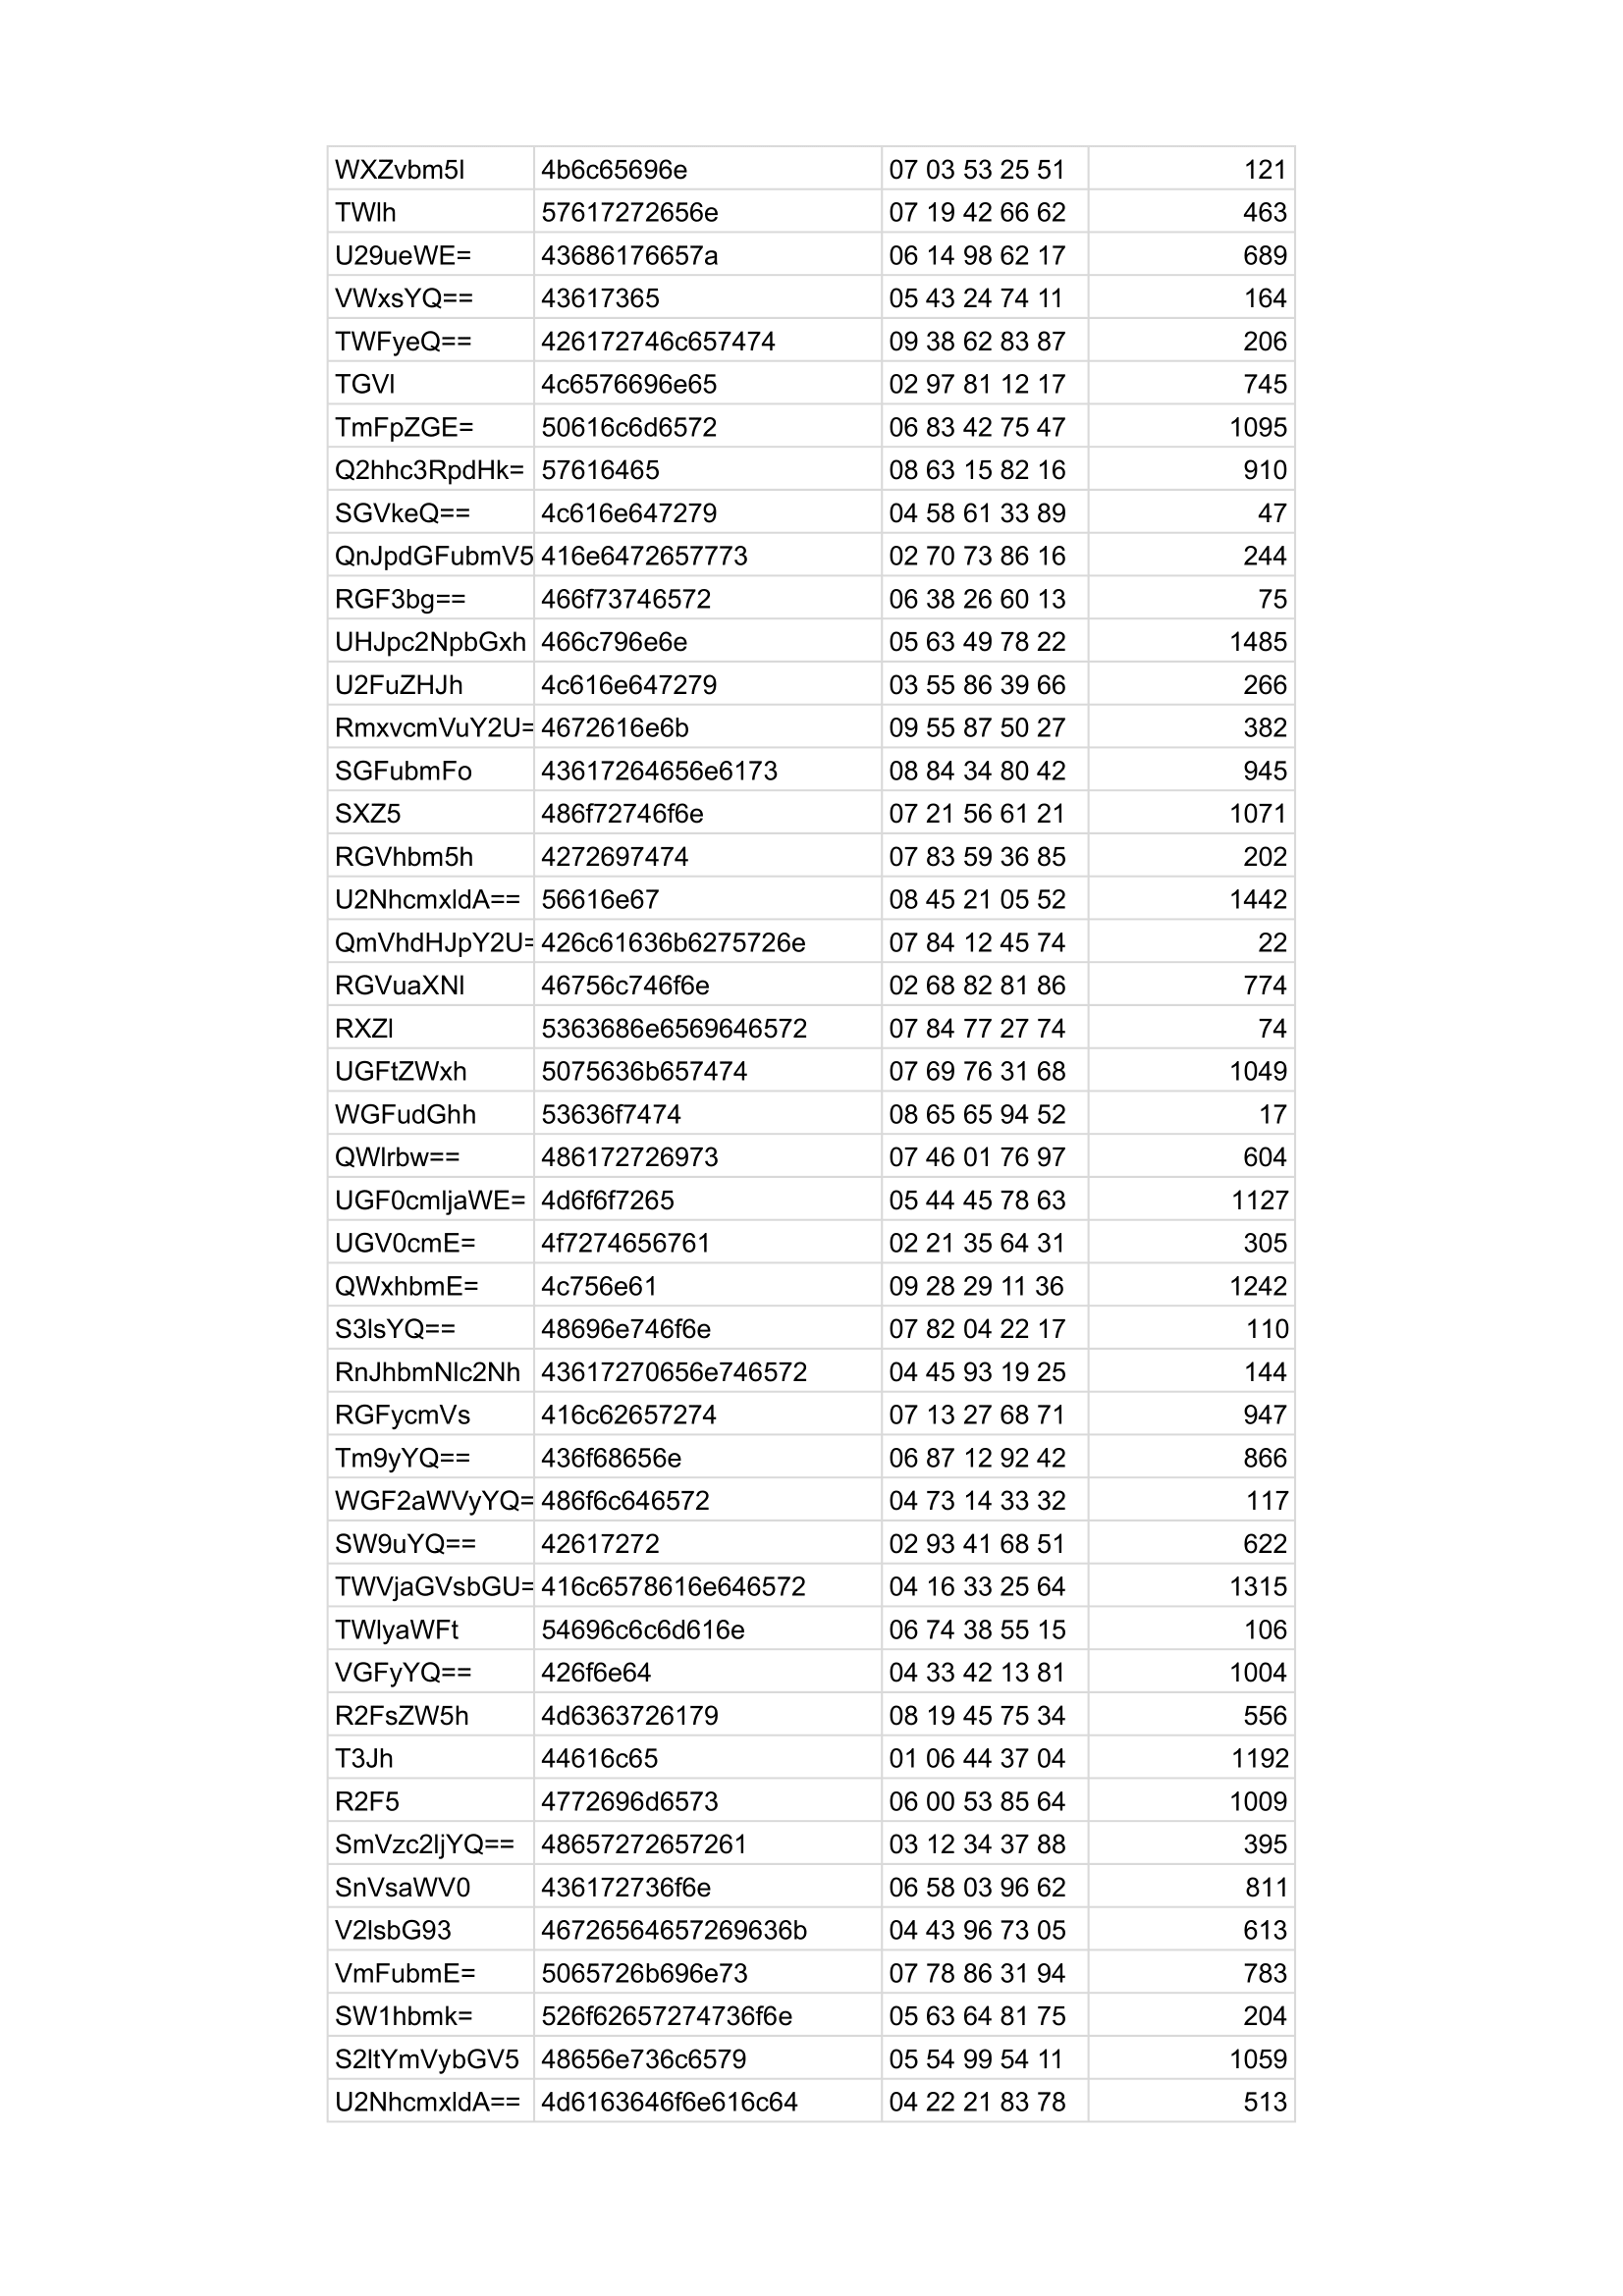 WXZvbm5l 4b6c65696e 07 03 53 25 51 121
TWlh 57617272656e 07 19 42 66 62 463
U29ueWE= 43686176657a 06 14 98 62 17 689
VWxsYQ== 43617365 05 43 24 74 11 164
TWFyeQ== 426172746c657474 09 38 62 83 87 206
TGVl 4c6576696e65 02 97 81 12 17 745
TmFpZGE= 50616c6d6572 06 83 42 75 47 1095
Q2hhc3RpdHk= 57616465 08 63 15 82 16 910
SGVkeQ== 4c616e647279 04 58 61 33 89 47
QnJpdGFubmV5 416e6472657773 02 70 73 86 16 244
RGF3bg== 466f73746572 06 38 26 60 13 75
UHJpc2NpbGxh 466c796e6e 05 63 49 78 22 1485
U2FuZHJh 4c616e647279 03 55 86 39 66 266
RmxvcmVuY2U= 4672616e6b 09 55 87 50 27 382
SGFubmFo 43617264656e6173 08 84 34 80 42 945
SXZ5 486f72746f6e 07 21 56 61 21 1071
RGVhbm5h 4272697474 07 83 59 36 85 202
U2NhcmxldA== 56616e67 08 45 21 05 52 1442
QmVhdHJpY2U= 426c61636b6275726e 07 84 12 45 74 22
RGVuaXNl 46756c746f6e 02 68 82 81 86 774
RXZl 5363686e6569646572 07 84 77 27 74 74
UGFtZWxh 5075636b657474 07 69 76 31 68 1049
WGFudGhh 53636f7474 08 65 65 94 52 17
QWlrbw== 486172726973 07 46 01 76 97 604
UGF0cmljaWE= 4d6f6f7265 05 44 45 78 63 1127
UGV0cmE= 4f7274656761 02 21 35 64 31 305
QWxhbmE= 4c756e61 09 28 29 11 36 1242
S3lsYQ== 48696e746f6e 07 82 04 22 17 110
RnJhbmNlc2Nh 43617270656e746572 04 45 93 19 25 144
RGFycmVs 416c62657274 07 13 27 68 71 947
Tm9yYQ== 436f68656e 06 87 12 92 42 866
WGF2aWVyYQ= 486f6c646572 04 73 14 33 32 117
SW9uYQ== 42617272 02 93 41 68 51 622
TWVjaGVsbGU= 416c6578616e646572 04 16 33 25 64 1315
TWlyaWFt 54696c6c6d616e 06 74 38 55 15 106
VGFyYQ== 426f6e64 04 33 42 13 81 1004
R2FsZW5h 4d6363726179 08 19 45 75 34 556
T3Jh 44616c65 01 06 44 37 04 1192
R2F5 4772696d6573 06 00 53 85 64 1009
SmVzc2ljYQ== 48657272657261 03 12 34 37 88 395
SnVsaWV0 436172736f6e 06 58 03 96 62 811
V2lsbG93 4672656465​7269636b 04 43 96 73 05 613
VmFubmE= 5065726b696e73 07 78 86 31 94 783
SW1hbmk= 526f62657274736f6e 05 63 64 81 75 204
S2ltYmVybGV5 48656e736c6579 05 54 99 54 11 1059
U2NhcmxldA== 4d6163646f6e616c64 04 22 21 83 78 513